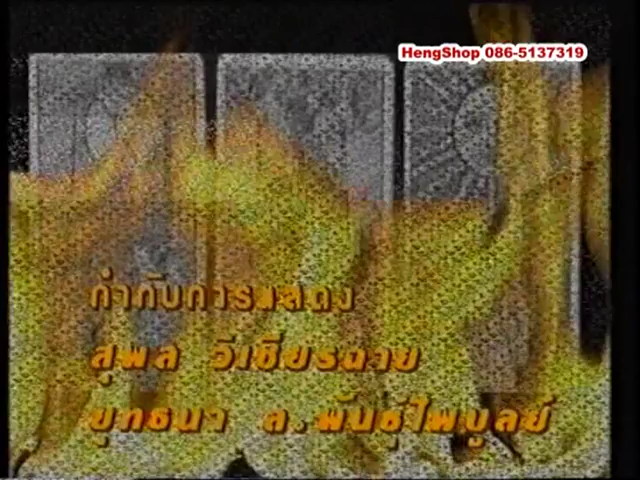 HengShop 086-5137319
กำกับการแสดง
สุพล วิเชียรฉาย
ยุทธนา ล.พันธุ์ไพบูลย์